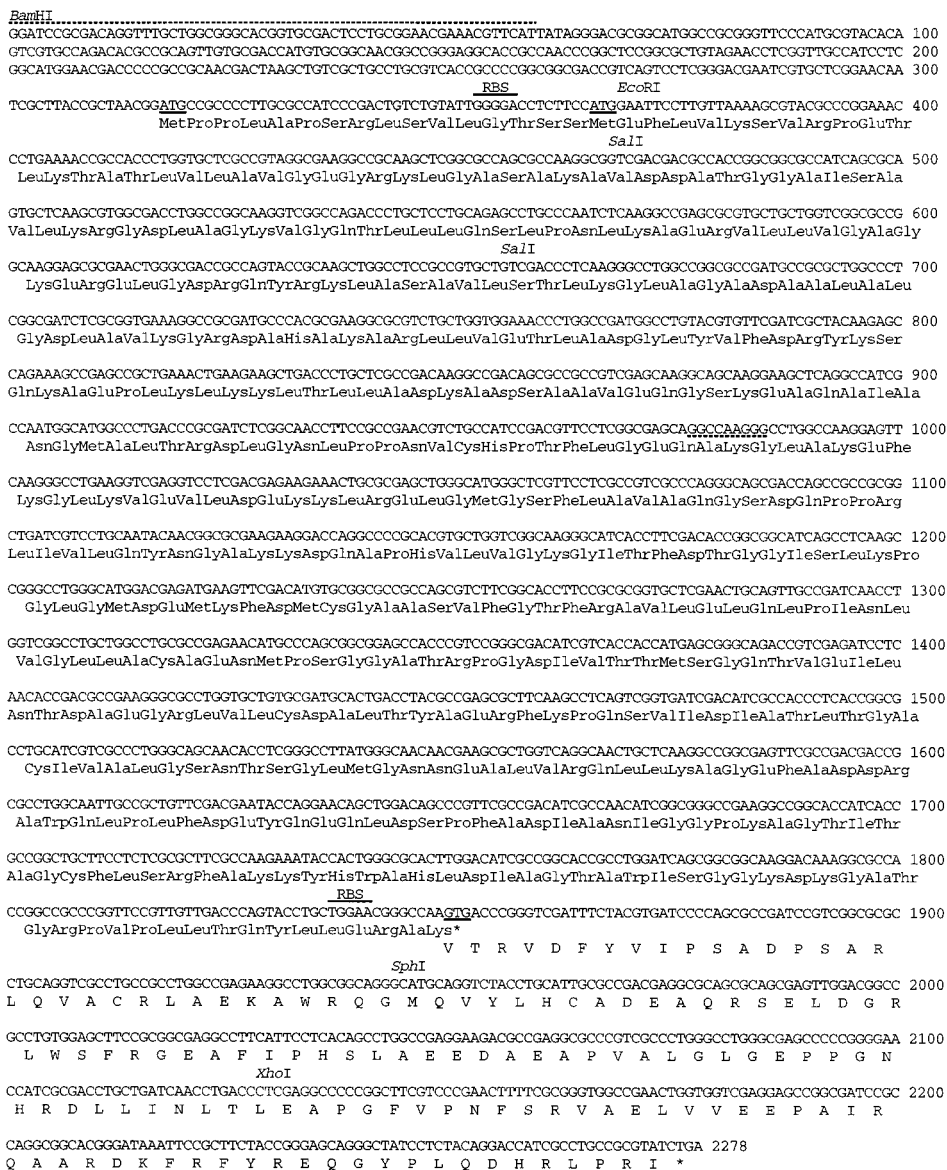 BamHI
GGATCCGCGACAGGTTTGCTGGCGGGCACGGTGCGACTCCTGCGGAACGAAACGTTCATTATAGGGACGCGGCATGGCCGCGGGTTCCCATGCGTACACA 100
GTCGTGCCAGACACGCCGCAGTTGTGCGACCATGTGCGGCAACGGCCGGGAGGCACCGCCAACCCGGCTCCGGCGCTGTAGAACCTCGGTTGCCATCCTC 200
GGCATGGAACGACCCCCGCCGCAACGACTAAGCTGTCGCTGCCTGCGTCACCGCCCCGGCGGCGACCGTCAGTCCTCGGGACGAATCGTGCTCGGAACAA 300
RBS EcoRI
TCGCTTACCGCTAACGGATGCCGCCCCTTGCGCCATCCCGACTGTCTGTATTGGGGACCTCTTCCATGGAATTCCTTGTTAAAAGCGTACGCCCGGAAAC 400
MetProProLeuAlaProSerArgLeuSerValLeuGlyThrSerSerMetGluPheLeuValLysSerValArgProGluThr
SalI
CCTGAAAACCGCCACCCTGGTGCTCGCCGTAGGCGAAGGCCGCAAGCTCGGCGCCAGCGCCAAGGCGGTCGACGACGCCACCGGCGGCGCCATCAGCGCA 500
LeuLysThrAlaThrLeuValLeuAlaValGlyGluGlyArgLysLeuGlyAlaSerAlaLysAlaValAspAspAlaThrGlyGlyAlaIleSerAla
GTGCTCAAGCGTGGCGACCTGGCCGGCAAGGTCGGCCAGACCCTGCTCCTGCAGAGCCTGCCCAATCTCAAGGCCGAGCGCGTGCTGCTGGTCGGCGCCG 600
ValLeuLysArgGlyAspLeuAlaGlyLysValGlyGlnThrLeuLeuLeuGlnSerLeuProAsnLeuLysAlaGluArgValLeuLeuValGlyAlaGly
SalI
GCAAGGAGCGCGAACTGGGCGACCGCCAGTACCGCAAGCTGGCCTCCGCCGTGCTGTCGACCCTCAAGGGCCTGGCCGGCGCCGATGCCGCGCTGGCCCT 700
LysGluArgGluLeuGlyAspArgGlnTyrArgLysLeuAlaSerAlaValLeuSerThrLeuLysGlyLeuAlaGlyAlaAspAlaAlaLeuAlaLeu
CGGCGATCTCGCGGTGAAAGGCCGCGATGCCCACGCGAAGGCGCGTCTGCTGGTGGAAACCCTGGCCGATGGCCTGTACGTGTTCGATCGCTACAAGAGC 800
GlyAspLeuAlaValLysGlyArgAspAlaHisAlaLysAlaArgLeuLeuValGluThrLeuAlaAspGlyLeuTyrValPheAspArgTyrLysSer
CAGAAAGCCGAGCCGCTGAAACTGAAGAAGCTGACCCTGCTCGCCGACAAGGCCGACAGCGCCGCCGTCGAGCAAGGCAGCAAGGAAGCTCAGGCCATCG 900
GlnLysAlaGluProLeuLysLeuLysLysLeuThrLeuLeuAlaAspLysAlaAspSerAlaAlaValGluGlnGlySerLysGluAlaGlnAlaIleAla
CCAATGGCATGGCCCTGACCCGCGATCTCGGCAACCTTCCGCCGAACGTCTGCCATCCGACGTTCCTCGGCGAGCAGGCCAAGGGCCTGGCCAAGGAGTT 1000
AsnGlyMetAlaLeuThrArgAspLeuGlyAsnLeuProProAsnValCysHisProThrPheLeuGlyGluGlnAlaLysGlyLeuAlaLysGluPhe
CAAGGGCCTGAAGGTCGAGGTCCTCGACGAGAAGAAACTGCGCGAGCTGGGCATGGGCTCGTTCCTCGCCGTCGCCCAGGGCAGCGACCAGCCGCCGCGG 1100
LysGlyLeuLysValGluValLeuAspGluLysLysLeuArgGluLeuGlyMetGlySerPheLeuAlaValAlaGlnGlySerAspGlnProProArg
CTGATCGTCCTGCAATACAACGGCGCGAAGAAGGACCAGGCCCCGCACGTGCTGGTCGGCAAGGGCATCACCTTCGACACCGGCGGCATCAGCCTCAAGC 1200
LeuIleValLeuGlnTyrAsnGlyAlaLysLysAspGlnAlaProHisValLeuValGlyLysGlyIleThrPheAspThrGlyGlyIleSerLeuLysPro
CGGGCCTGGGCATGGACGAGATGAAGTTCGACATGTGCGGCGCCGCCAGCGTCTTCGGCACCTTCCGCGCGGTGCTCGAACTGCAGTTGCCGATCAACCT 1300
GlyLeuGlyMetAspGluMetLysPheAspMetCysGlyAlaAlaSerValPheGlyThrPheArgAlaValLeuGluLeuGlnLeuProIleAsnLeu
GGTCGGCCTGCTGGCCTGCGCCGAGAACATGCCCAGCGGCGGAGCCACCCGTCCGGGCGACATCGTCACCACCATGAGCGGGCAGACCGTCGAGATCCTC 1400
ValGlyLeuLeuAlaCysAlaGluAsnMetProSerGlyGlyAlaThrArgProGlyAspIleValThrThrMetSerGlyGlnThrValGluIleLeu
AACACCGACGCCGAAGGGCGCCTGGTGCTGTGCGATGCACTGACCTACGCCGAGCGCTTCAAGCCTCAGTCGGTGATCGACATCGCCACCCTCACCGGCG 1500
AsnThrAspAlaGluGlyArgLeuValLeuCysAspAlaLeuThrTyrAlaGluArgPheLysProGlnSerValIleAspIleAlaThrLeuThrGlyAla
CCTGCATCGTCGCCCTGGGCAGCAACACCTCGGGCCTTATGGGCAACAACGAAGCGCTGGTCAGGCAACTGCTCAAGGCCGGCGAGTTCGCCGACGACCG 1600
CysIleValAlaLeuGlySerAsnThrSerGlyLeuMetGlyAsnAsnGluAlaLeuValArgGlnLeuLeuLysAlaGlyGluPheAlaAspAspArg
CGCCTGGCAATTGCCGCTGTTCGACGAATACCAGGAACAGCTGGACAGCCCGTTCGCCGACATCGCCAACATCGGCGGGCCGAAGGCCGGCACCATCACC 1700
AlaTrpGlnLeuProLeuPheAspGluTyrGlnGluGlnLeuAspSerProPheAlaAspIleAlaAsnIleGlyGlyProLysAlaGlyThrIleThr
GCCGGCTGCTTCCTCTCGCGCTTCGCCAAGAAATACCACTGGGCGCACTTGGACATCGCCGGCACCGCCTGGATCAGCGGCGGCAAGGACAAAGGCGCCA 1800
AlaGlyCysPheLeuSerArgPheAlaLysLysTyrHisTrpAlaHisLeuAspIleAlaGlyThrAlaTrpIleSerGlyGlyLysAspLysGlyAlaThr
RBS
CCGGCCGCCCGGTTCCGTTGTTGACCCAGTACCTGCTGGAACGGGCCAAGTGACCCGGGTCGATTTCTACGTGATCCCCAGCGCCGATCCGTCGGCGCGC 1900
GlyArgProValProLeuLeuThrGlnTyrLeuLeuGluArgAlaLys*
V T R V D F Y V I P S A D P S A R
SphI
CTGCAGGTCGCCTGCCGCCTGGCCGAGAAGGCCTGGCGGCAGGGCATGCAGGTCTACCTGCATTGCGCCGACGAGGCGCAGCGCAGCGAGTTGGACGGCC 2000
L Q V A C R L A E K A W R Q G M Q V Y L H C A D E A Q R S E L D G R
GCCTGTGGAGCTTCCGCGGCGAGGCCTTCATTCCTCACAGCCTGGCCGAGGAAGACGCCGAGGCGCCCGTCGCCCTGGGCCTGGGCGAGCCCCCGGGGAA 2100
L W S F R G E A F I P H S L A E E D A E A P V A L G L G E P P G N
XhoI
CCATCGCGACCTGCTGATCAACCTGACCCTCGAGGCCCCCGGCTTCGTCCCGAACTTTTCGCGGGTGGCCGAACTGGTGGTCGAGGAGCCGGCGATCCGC 2200
H R D L L I N L T L E A P G F V P N F S R V A E L V V E E P A I R
CAGGCGGCACGGGATAAATTCCGCTTCTACCGGGAGCAGGGCTATCCTCTACAGGACCATCGCCTGCCGCGTATCTGA 2278
Q A A R D K F R F Y R E Q G Y P L Q D H R L P R I *